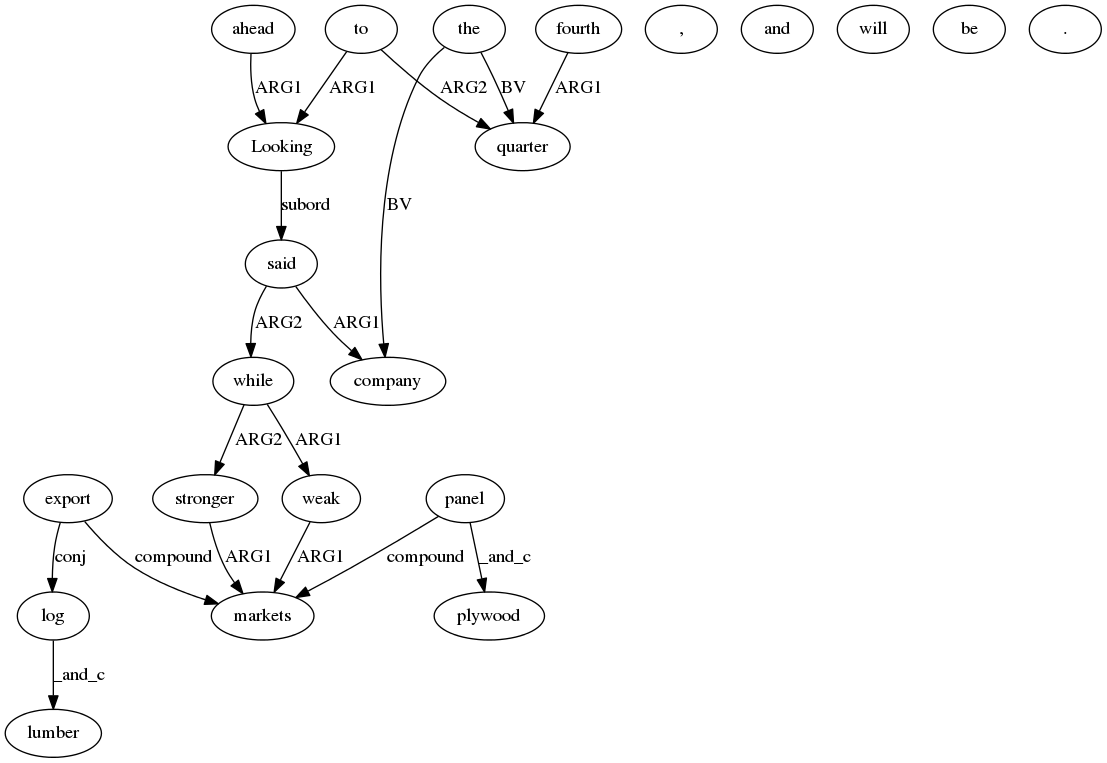 ahead to the fourth , and will be .
ARG1 ARG1 ARG2 BV ARG1
Looking quarter
subord BV
said
ARG2 ARG1
while company
ARG2 ARG1
export stronger weak panel
conj compound ARG1 ARG1 compound _and_c
log markets plywood
_and_c
lumber